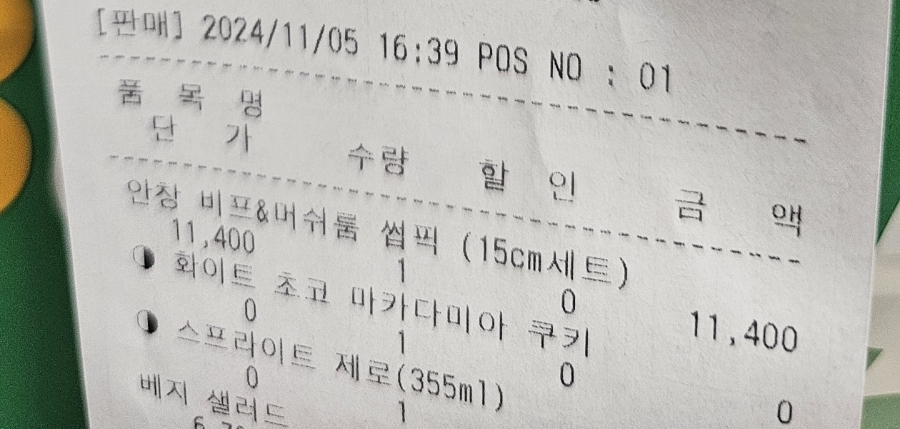 [판매] 2024/11/05 16:39 POS NO : 01
품 목 명
단 가 수량 할 인 금 액
안창 비프&머쉬룸 썹픽 (15cm세트)
11,400 1 0 11,400
◑ 화이트 초코 마카다미아 쿠키
0 1 0 0
◑ 스프라이트 제로(355ml)
0 1
베지 샐러드